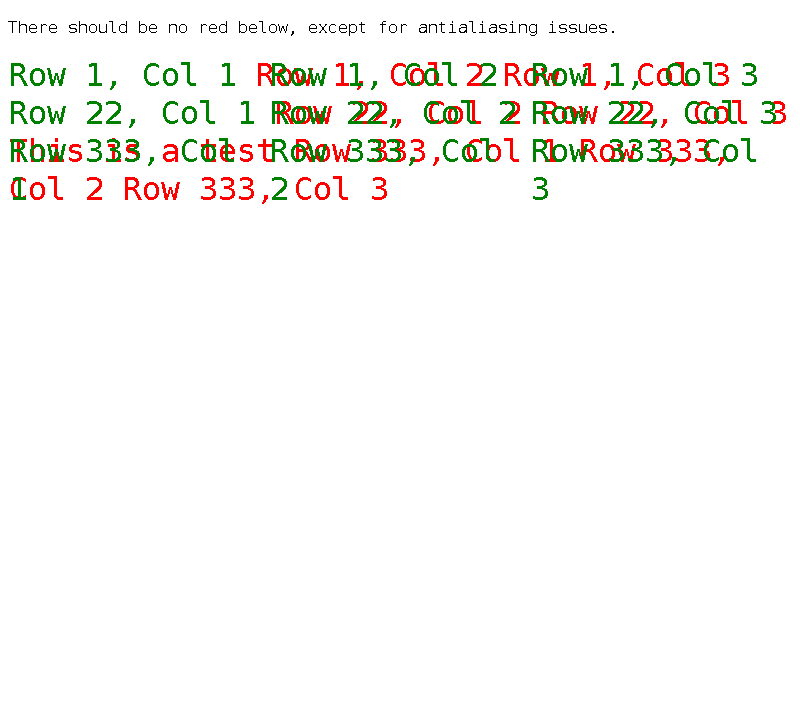 There should be no red below, except for antialiasing issues.
Row 1, Col 1 Row 1, Col 2 Row 1, Col 3
Row 1, Col 2 Row 1, Col 3
Row 22, Col 1 Row 22, Col 2 Row 22, Col 3
Row 22, Col 2 Row 22, Col 3
Row 333, Col Row 333, Col Row 333, Col
This is a test Row 333, Col 1 Row 333,
1 2 3
Col 2 Row 333, Col 3